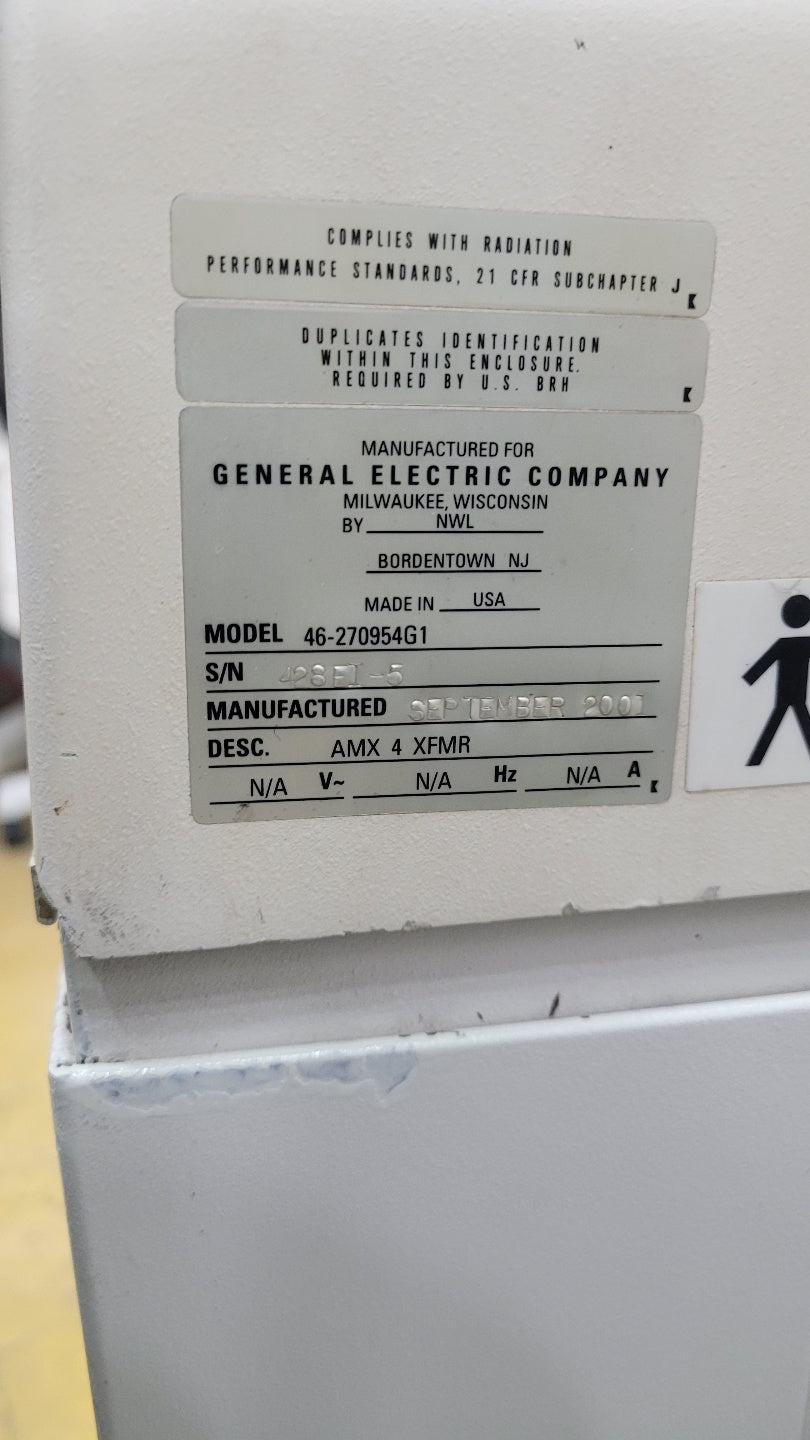 COMPLIES WITH RADIATION
PERFORMANCE STANDARDS, 21 CFR SUBCHAPTER J
DUPLICATES IDENTIFICATION
WITHIN THIS ENCLOSURE.
REQUIRED BY U.S. BRH
MANUFACTURED FOR
GENERAL ELECTRIC COMPANY
MILWAUKEE, WISCONSIN
BY NWL
BORDENTOWN NJ
MADE IN USA
MODEL 46-270954G1
S/N
MANUFACTURED SEPTEMBER 2001
DESC. AMX 4 XFMR
N/A V~ N/A Hz N/A A